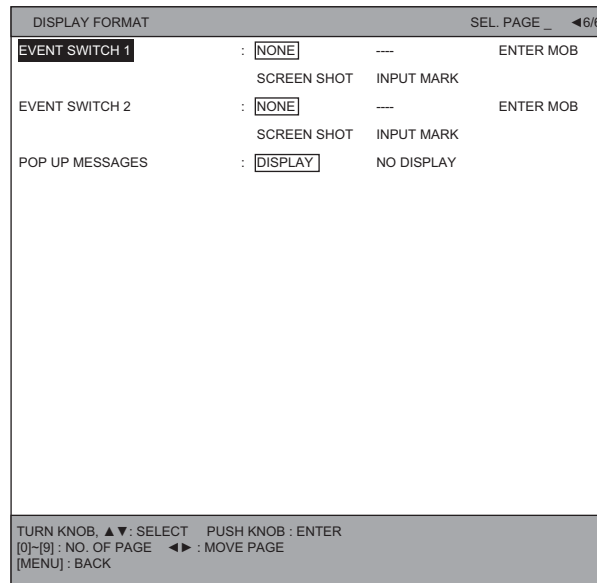 DISPLAY FORMAT SEL. PAGE _ ◄6/6
EVENT SWITCH 1 : NONE ---- ENTER MOB
SCREEN SHOT INPUT MARK
EVENT SWITCH 2 : NONE ---- ENTER MOB
SCREEN SHOT INPUT MARK
POP UP MESSAGES : DISPLAY NO DISPLAY
TURN KNOB, ▲▼: SELECT PUSH KNOB : ENTER
[0]~[9] : NO. OF PAGE ◄► : MOVE PAGE
[MENU] : BACK